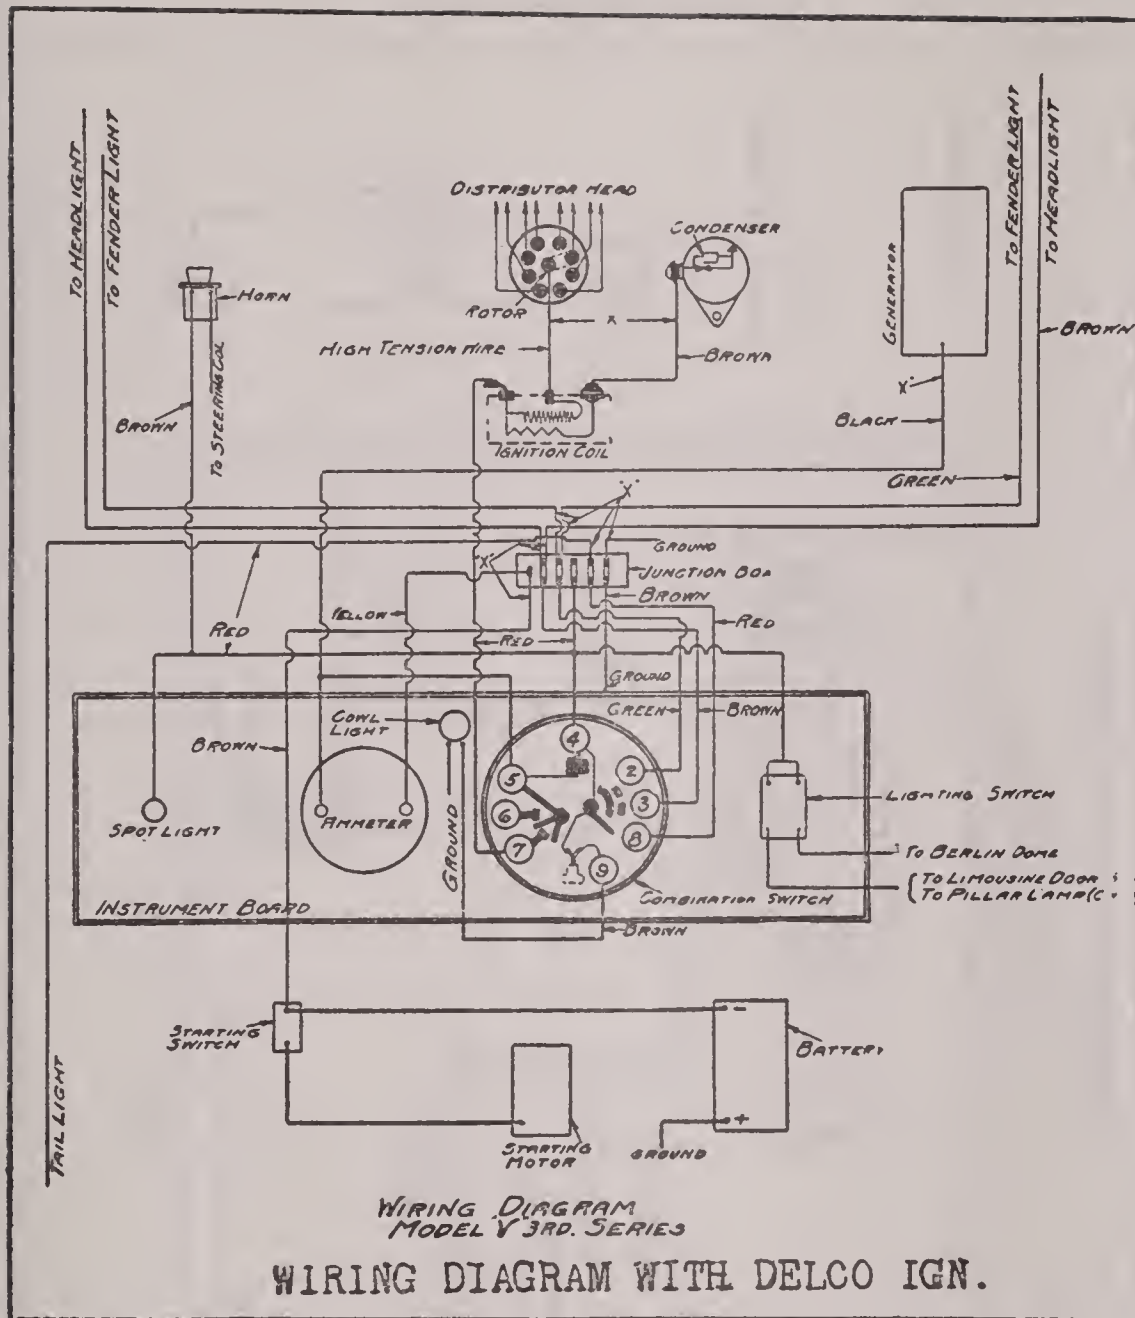 TO HEADLIGHT
TO FENDER LIGHT
DISTRIBUTOR HEAD
CONDENSER
TO FENDER LIGHT
TO HEADLIGHT
HORN
ROTOR
X
GENERATOR
BROWN
HIGH TENSION WIRE
BROWN
"X"
BROWN
TO STEERING COL
BLACK
IGNITION COIL
GREEN
"X"
GROUND
"X"
JUNCTION
BROWN
YELLOW
RED
RED
RED
GROUND
COWL
LIGHT
GREEN
BROWN
BROWN
4
5
2
6
3
7
8
9
LIGHTING SWITCH
SPOT LIGHT
AMMETER
GROUND
TO BERLIN DOME
TO LIMOUSINE DOOR
TO PILLAR LAMP
INSTRUMENT BOARD
COMBINATION SWITCH
BROWN
STARTING
SWITCH
-
BATTERY
+
TAIL LIGHT
STARTING
MOTOR
GROUND
WIRING DIAGRAM
MODEL V 3RD. SERIES
WIRING DIAGRAM WITH DELCO IGN.